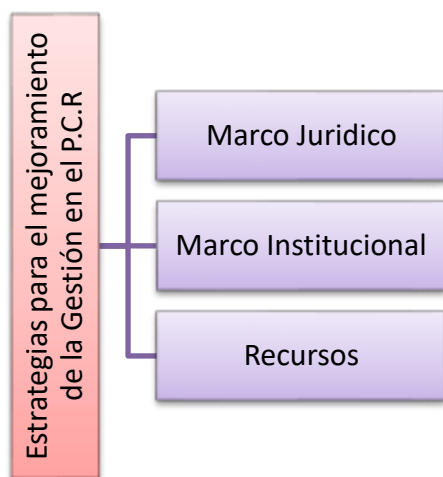 Estrategias para el mejoramiento
de la Gestión en el P.C.R
Marco Juridico
Marco Institucional
Recursos